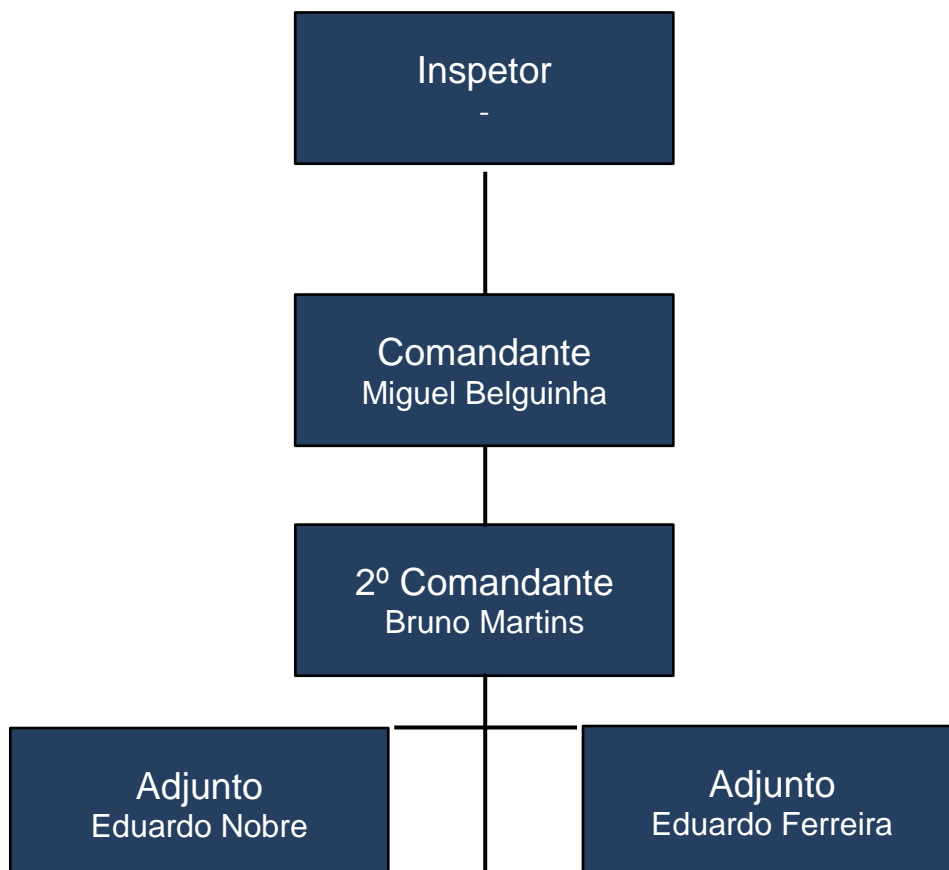 Inspetor
-
Comandante
Miguel Belguinha
2º Comandante
Bruno Martins
Adjunto
Eduardo Nobre
Adjunto
Eduardo Ferreira